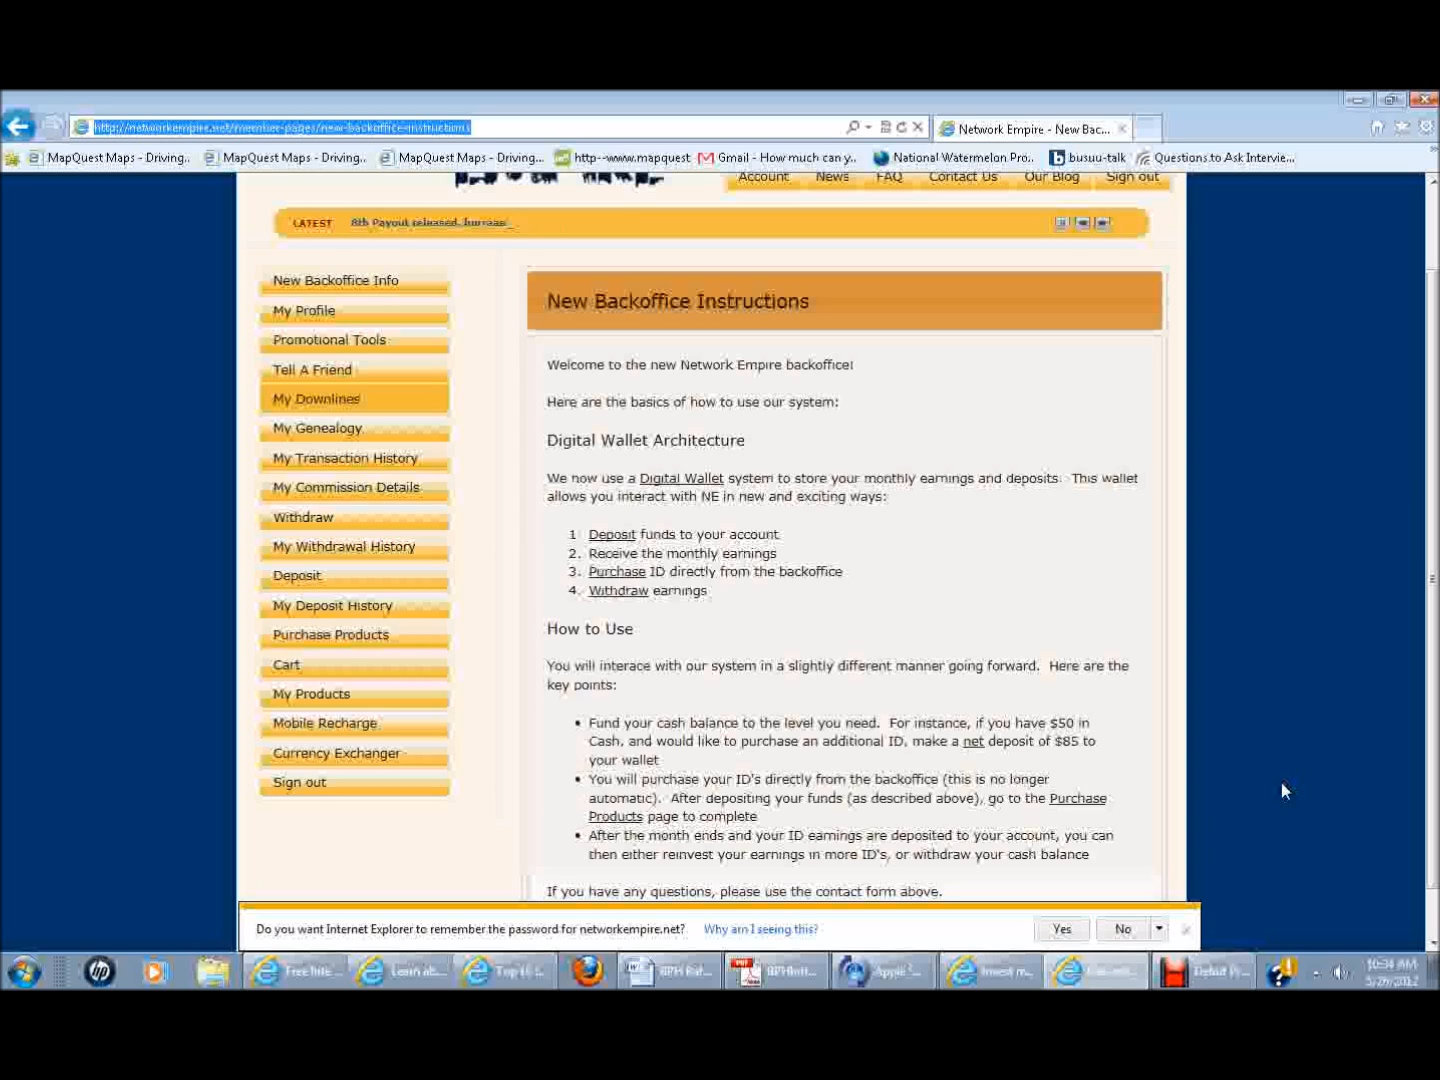 http://networkempire.net/member-pages/new-backoffice-instructions
Network Empire - New Bac...
MapQuest Maps - Driving...
MapQuest Maps - Driving...
MapQuest Maps - Driving...
http--www.mapquest
Gmail - How much can y...
National Watermelon Pro...
busuu-talk
Questions to Ask Intervie...
Account
News
FAQ
Contact Us
Our Blog
Sign out
LATEST
8th Payout released. Increas_
New Backoffice Info
My Profile
Promotional Tools
Tell A Friend
My Downlines
My Genealogy
My Transaction History
My Commission Details
Withdraw
My Withdrawal History
Deposit
My Deposit History
Purchase Products
Cart
My Products
Mobile Recharge
Currency Exchanger
Sign out
New Backoffice Instructions
Welcome to the new Network Empire backoffice!
Here are the basics of how to use our system:
Digital Wallet Architecture
We now use a Digital Wallet system to store your monthly earnings and deposits. This wallet
allows you interact with NE in new and exciting ways:
1. Deposit funds to your account
2. Receive the monthly earnings
3. Purchase ID directly from the backoffice
4. Withdraw earnings
How to Use
You will interace with our system in a slightly different manner going forward. Here are the
key points:
• Fund your cash balance to the level you need. For instance, if you have $50 in
Cash, and would like to purchase an additional ID, make a net deposit of $85 to
your wallet
• You will purchase your ID's directly from the backoffice (this is no longer
automatic). After depositing your funds (as described above), go to the Purchase
Products page to complete
• After the month ends and your ID earnings are deposited to your account, you can
then either reinvest your earnings in more ID's, or withdraw your cash balance
If you have any questions, please use the contact form above.
Do you want Internet Explorer to remember the password for networkempire.net?
Why am I seeing this?
Yes
No
hp
10:34 AM